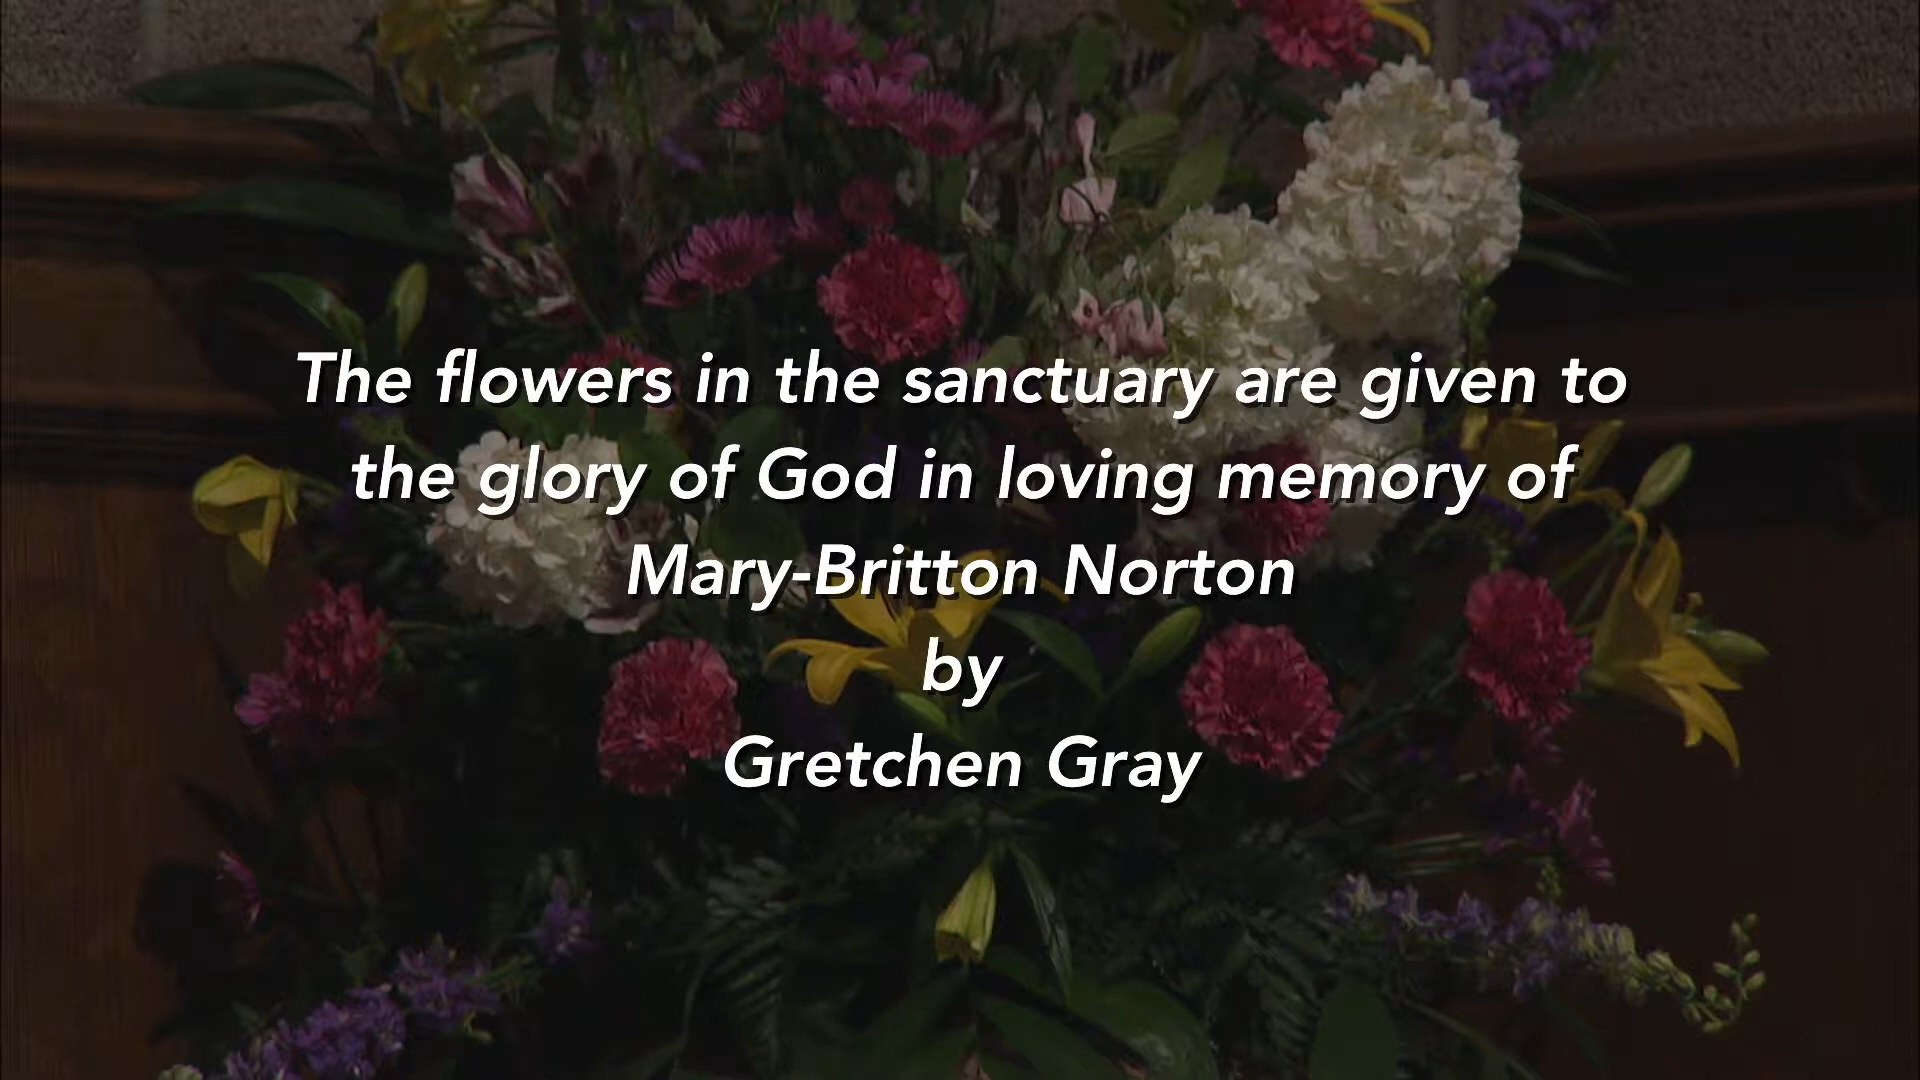 The flowers in the sanctuary are given to
the glory of God in loving memory of
Mary-Britton Norton
by
Gretchen Gray